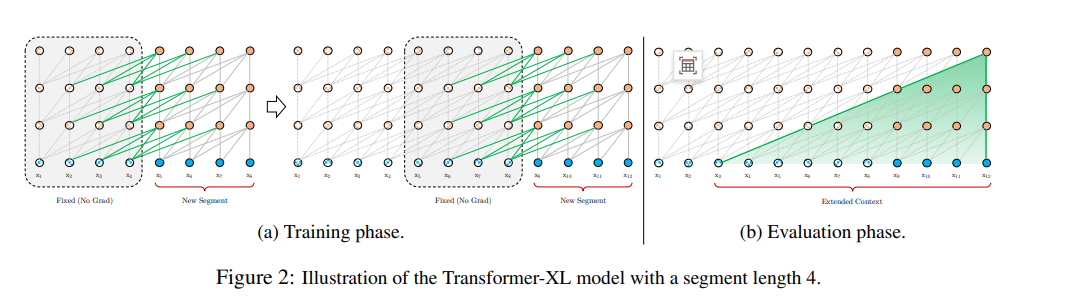 x₁ x₂ x₃ x₄ x₅ x₆ x₇ x₈
Fixed (No Grad) New Segment
x₁ x₂ x₃ x₄ x₅ x₆ x₇ x₈ x₉ x₁₀ x₁₁ x₁₂
Fixed (No Grad) New Segment
(a) Training phase.
x₁ x₂ x₃ x₄ x₅ x₆ x₇ x₈ x₉ x₁₀ x₁₁ x₁₂
Extended Context
(b) Evaluation phase.
Figure 2: Illustration of the Transformer-XL model with a segment length 4.